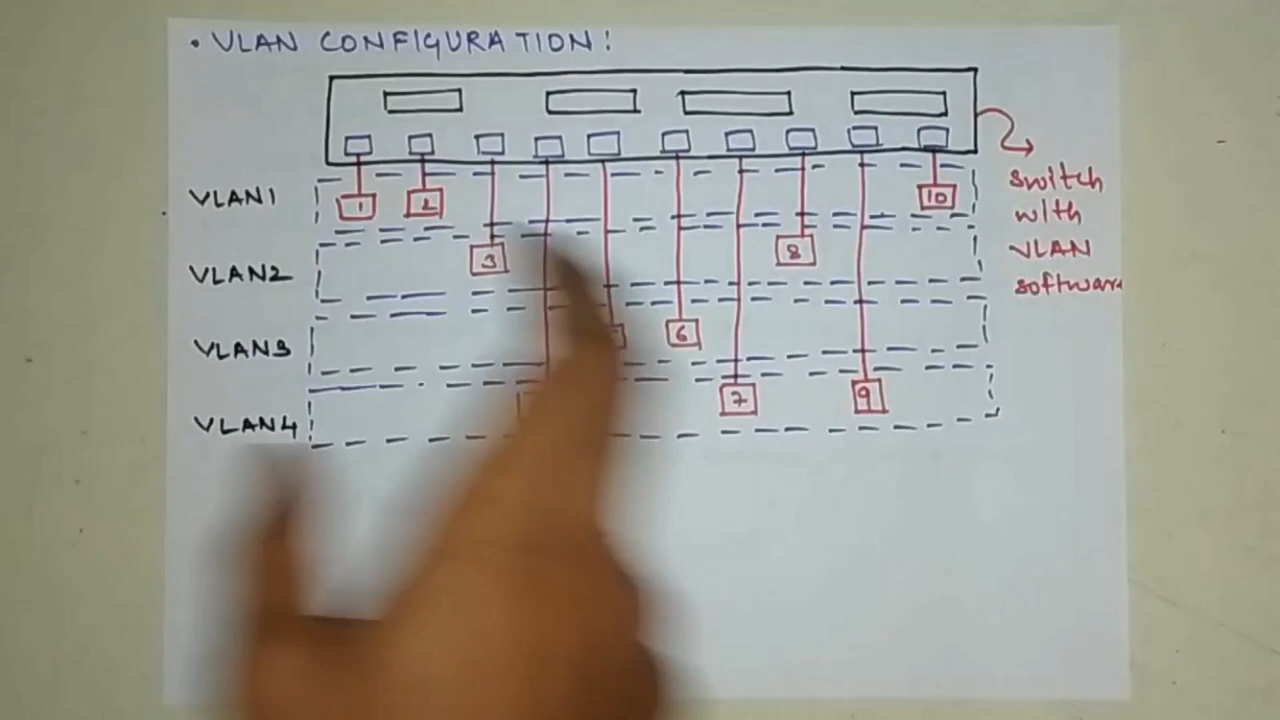 • VLAN CONFIGURATION:
VLAN1
1
2
10
switch
with
VLAN
software
VLAN2
3
8
VLAN3
6
VLAN4
7
9